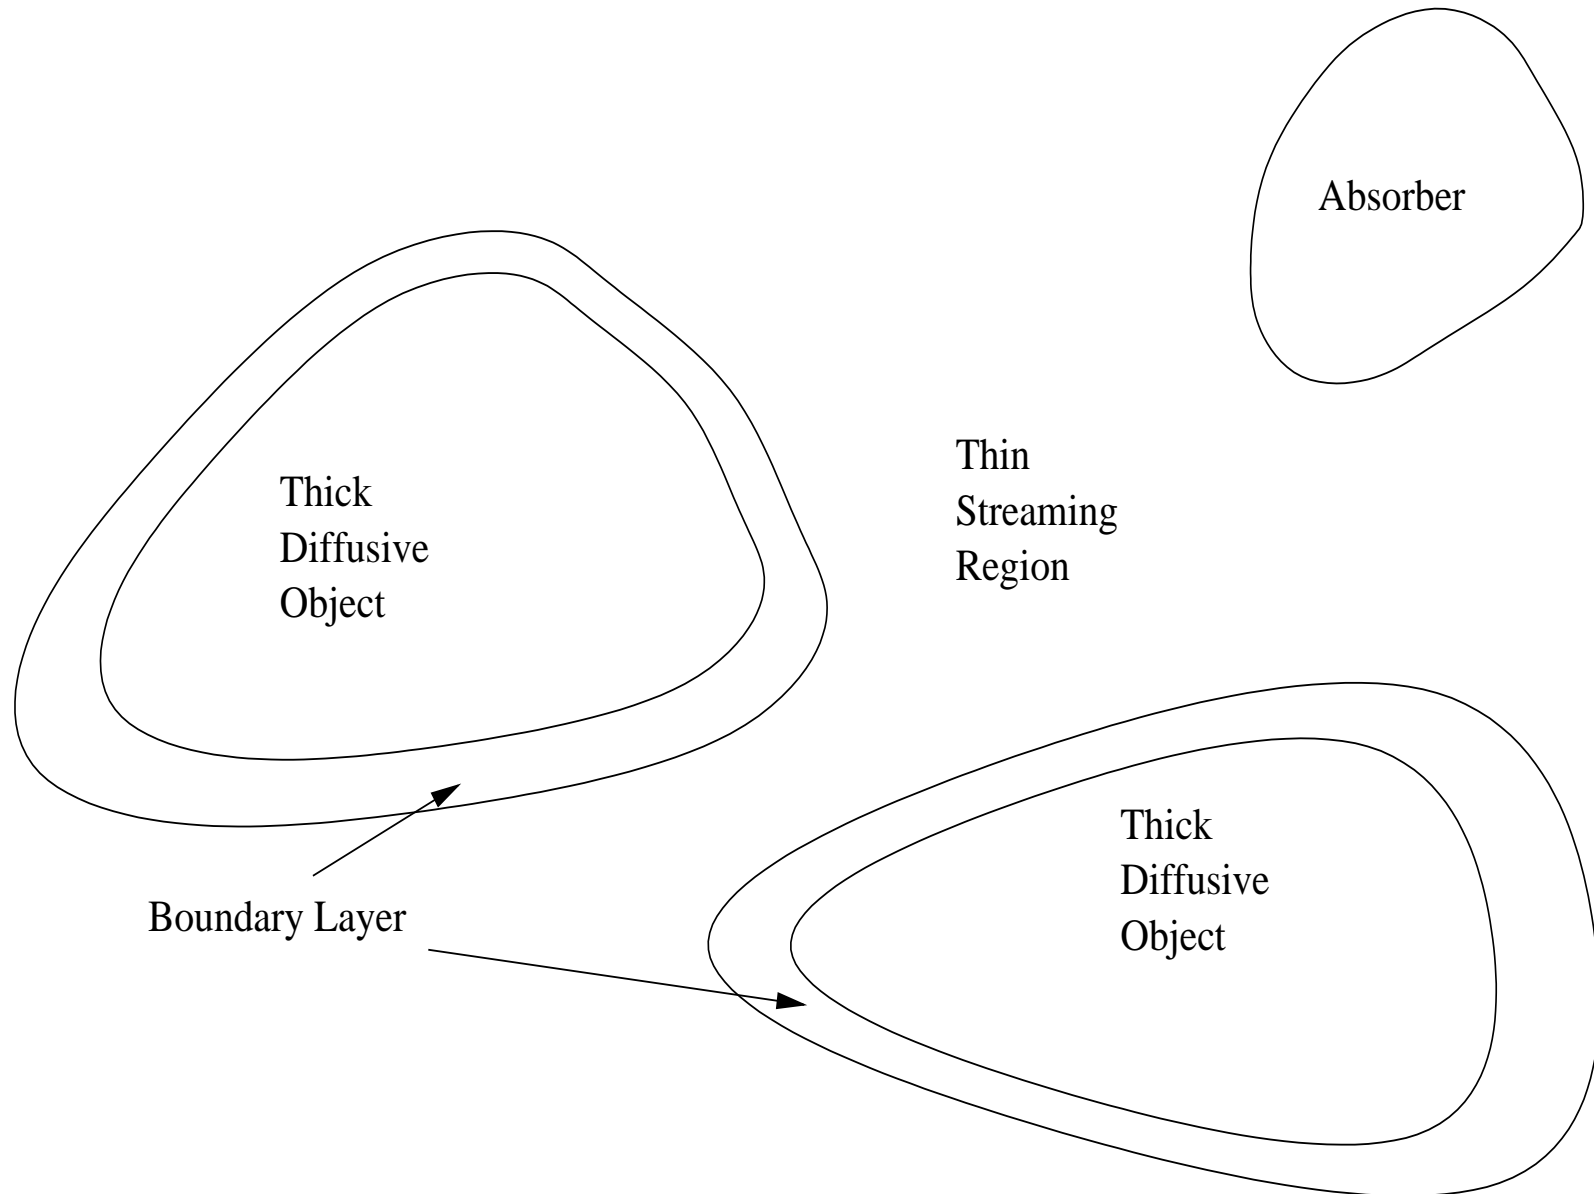 Absorber
Thin
Streaming
Region
Thick
Diffusive
Object
Thick
Diffusive
Object
Boundary Layer